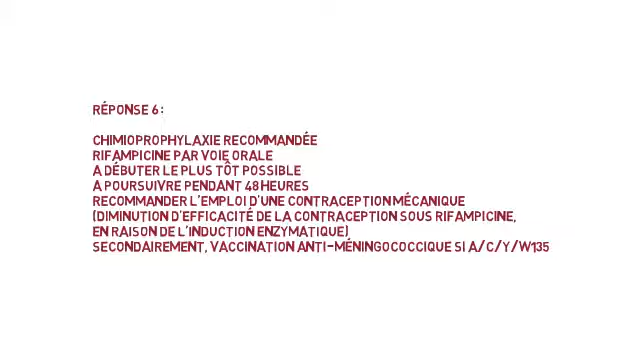 RÉPONSE 6 :
CHIMIOPROPHYLAXIE RECOMMANDÉE
RIFAMPICINE PAR VOIE ORALE
A DÉBUTER LE PLUS TÔT POSSIBLE
A POURSUIVRE PENDANT 48 HEURES
RECOMMANDER L'EMPLOI D'UNE CONTRACEPTION MÉCANIQUE
(DIMINUTION D'EFFICACITÉ DE LA CONTRACEPTION SOUS RIFAMPICINE,
EN RAISON DE L'INDUCTION ENZYMATIQUE)
SECONDAIREMENT, VACCINATION ANTI-MÉNINGOCOCCIQUE SI A/C/Y/W135